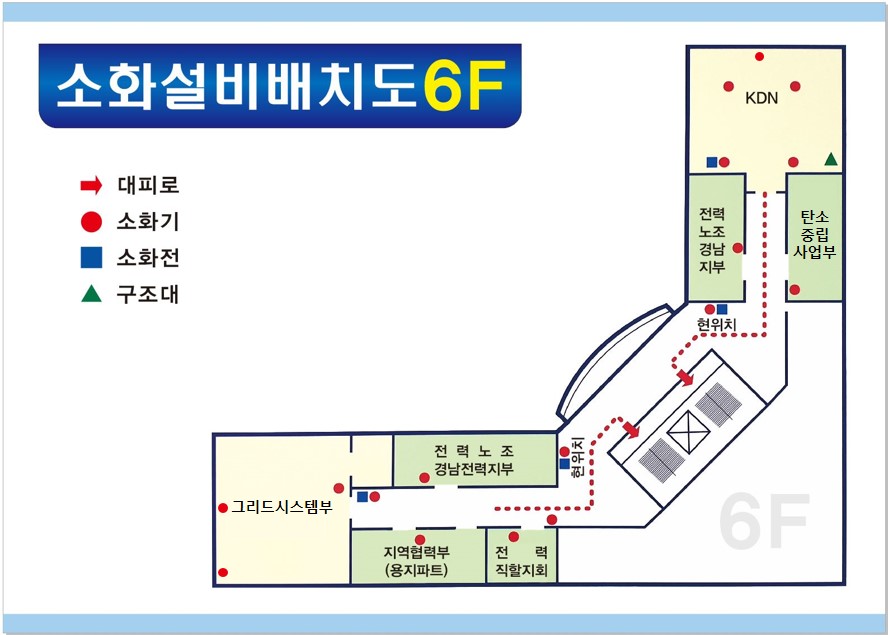 소화설비배치도6F
대피로
소화기
소화전
구조대
KDN
전력
노조
경남
지부
탄소
중립
사업부
현위치
전 력 노 조
경남전력지부
현위치
그리드시스템부
지역협력부
(용지파트)
전 력
직할지회
6F